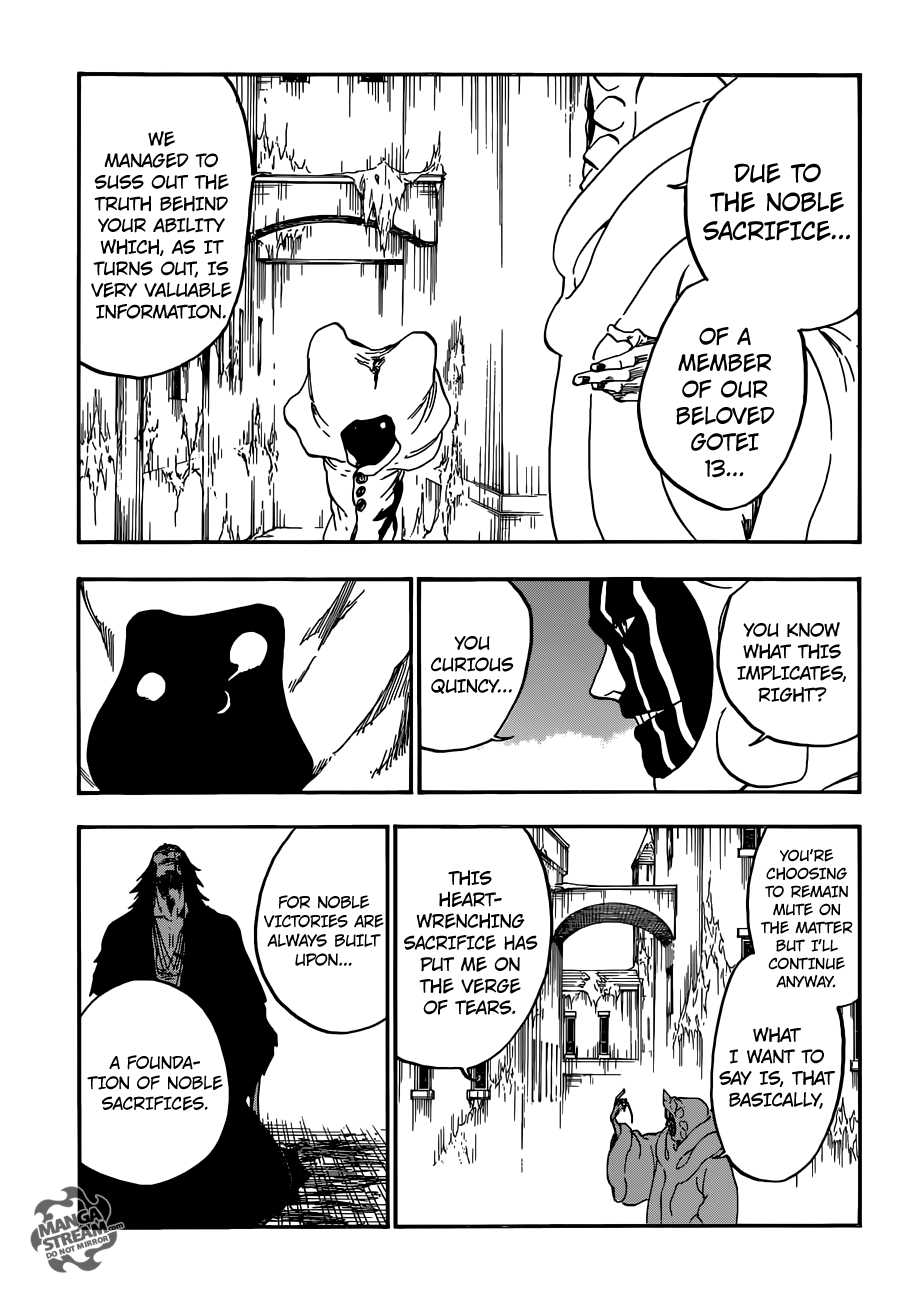 DUE TO
THE NOBLE
SACRIFICE...
OF A
MEMBER
OF OUR
BELOVED
GOTEI
13...
WE
MANAGED TO
SUSS OUT THE
TRUTH BEHIND
YOUR ABILITY
WHICH, AS IT
TURNS OUT, IS
VERY VALUABLE
INFORMATION.
YOU KNOW
WHAT THIS
IMPLICATES,
RIGHT?
YOU
CURIOUS
QUINCY...
YOU'RE
CHOOSING
TO REMAIN
MUTE ON
THE MATTER
BUT I'LL
CONTINUE
ANYWAY.
WHAT
I WANT TO
SAY IS, THAT
BASICALLY,
THIS
HEART-
WRENCHING
SACRIFICE HAS
PUT ME ON
THE VERGE
OF TEARS.
FOR NOBLE
VICTORIES ARE
ALWAYS BUILT
UPON...
A FOUNDA-
TION OF NOBLE
SACRIFICES.
MANGA
STREAM.com
DO NOT MIRROR